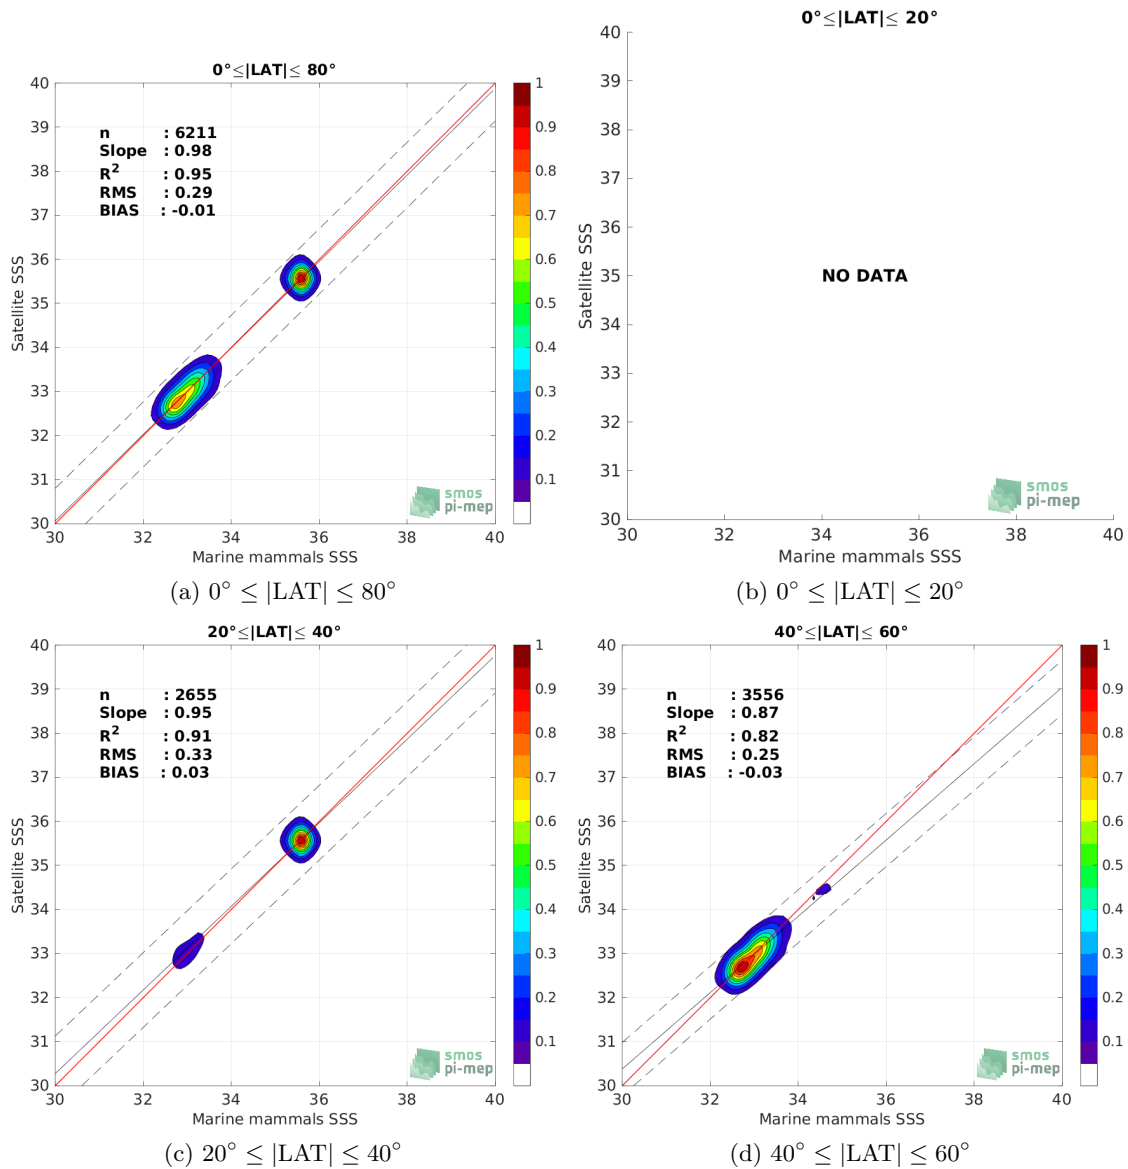 0°≤|LAT|≤ 80°
40
39
38
37
36
35
34
33
32
31
30
Satellite SSS
n : 6211
Slope : 0.98
R² : 0.95
RMS : 0.29
BIAS : -0.01
smos
pi-mep
30 32 34 36 38 40
Marine mammals SSS
1
0.9
0.8
0.7
0.6
0.5
0.4
0.3
0.2
0.1
(a) 0° ≤ |LAT| ≤ 80°
0°≤|LAT|≤ 20°
40
39
38
37
36
35
34
33
32
31
30
Satellite SSS
NO DATA
smos
pi-mep
30 32 34 36 38 40
Marine mammals SSS
(b) 0° ≤ |LAT| ≤ 20°
20°≤|LAT|≤ 40°
40
39
38
37
36
35
34
33
32
31
30
Satellite SSS
n : 2655
Slope : 0.95
R² : 0.91
RMS : 0.33
BIAS : 0.03
smos
pi-mep
30 32 34 36 38 40
Marine mammals SSS
1
0.9
0.8
0.7
0.6
0.5
0.4
0.3
0.2
0.1
(c) 20° ≤ |LAT| ≤ 40°
40°≤|LAT|≤ 60°
40
39
38
37
36
35
34
33
32
31
30
Satellite SSS
n : 3556
Slope : 0.87
R² : 0.82
RMS : 0.25
BIAS : -0.03
smos
pi-mep
30 32 34 36 38 40
Marine mammals SSS
1
0.9
0.8
0.7
0.6
0.5
0.4
0.3
0.2
0.1
(d) 40° ≤ |LAT| ≤ 60°